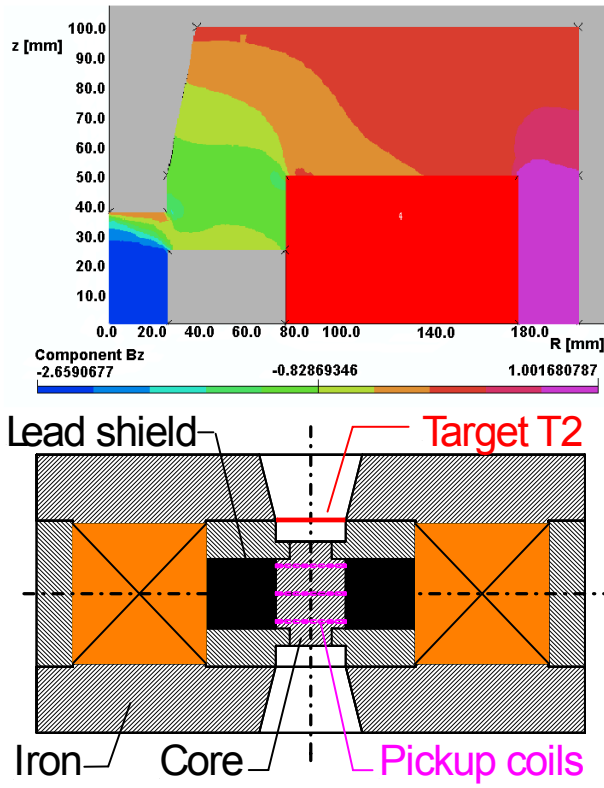 100.0
z [mm]
90.0
80.0
70.0
60.0
50.0
40.0
30.0
20.0
10.0
4
0.0 20.0 40.0 60.0 80.0 100.0 140.0 180.0
R [mm]
Component Bz
-2.6590677 -0.82869346 1.001680787
Lead shield Target T2
Iron Core Pickup coils